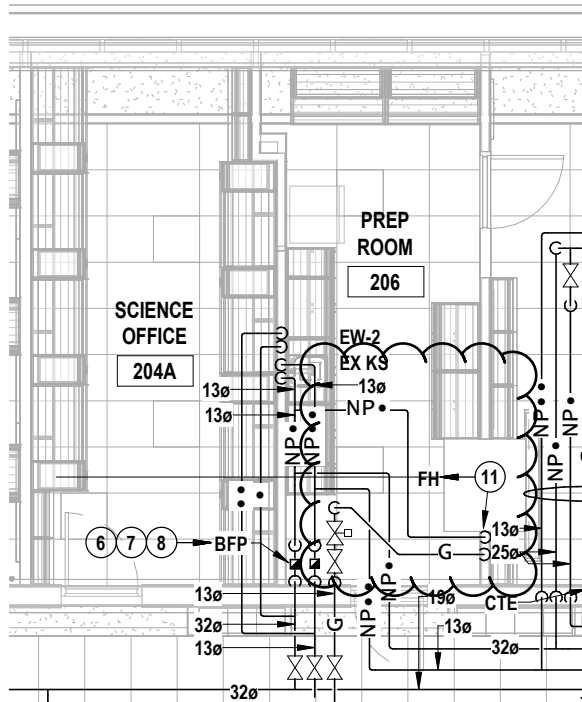 PREP
ROOM
206
SCIENCE
OFFICE
204A
EW-2
EX KS
13ø
13ø
13ø
NP
NP
NP
NP
NP
NP
FH
11
6 7 8
BFP
G
13ø
25ø
CTE
13ø
32ø
13ø
G
NP
NP
19ø
13ø
32ø
32ø